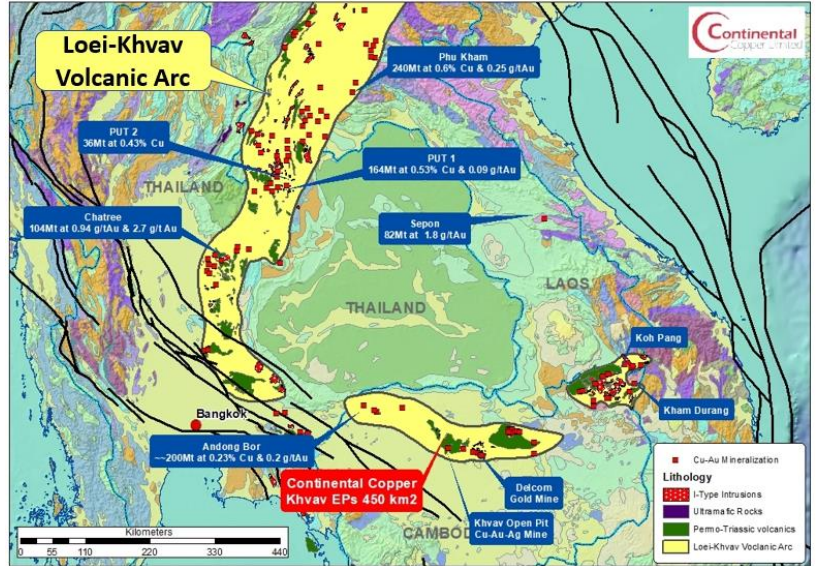 Loei-Khvav
Volcanic Arc
Continental
Copper Limited
Phu Kham
240Mt at 0.6% Cu & 0.25 g/tAu
PUT 2
36Mt at 0.43% Cu
PUT 1
164Mt at 0.53% Cu & 0.09 g/tAu
THAILAND
Chatree
104Mt at 0.94 g/tAu & 2.7 g/t Au
Sepon
82Mt at 1.8 g/tAu
LAOS
THAILAND
Koh Pang
Kham Durang
Bangkok
Andong Bor
~~200Mt at 0.23% Cu & 0.2 g/tAu
Continental Copper
Khvav EPs 450 km2
Delcom
Gold Mine
Khvav Open Pit
Cu-Au-Ag Mine
CAMBOD
Kilometers
0 55 110 220 330 440
Cu-Au Mineralization
Lithology
I-Type Intrusions
Ultramafic Rocks
Permo-Triassic volcanics
Loei-Khvav Voclanic Arc